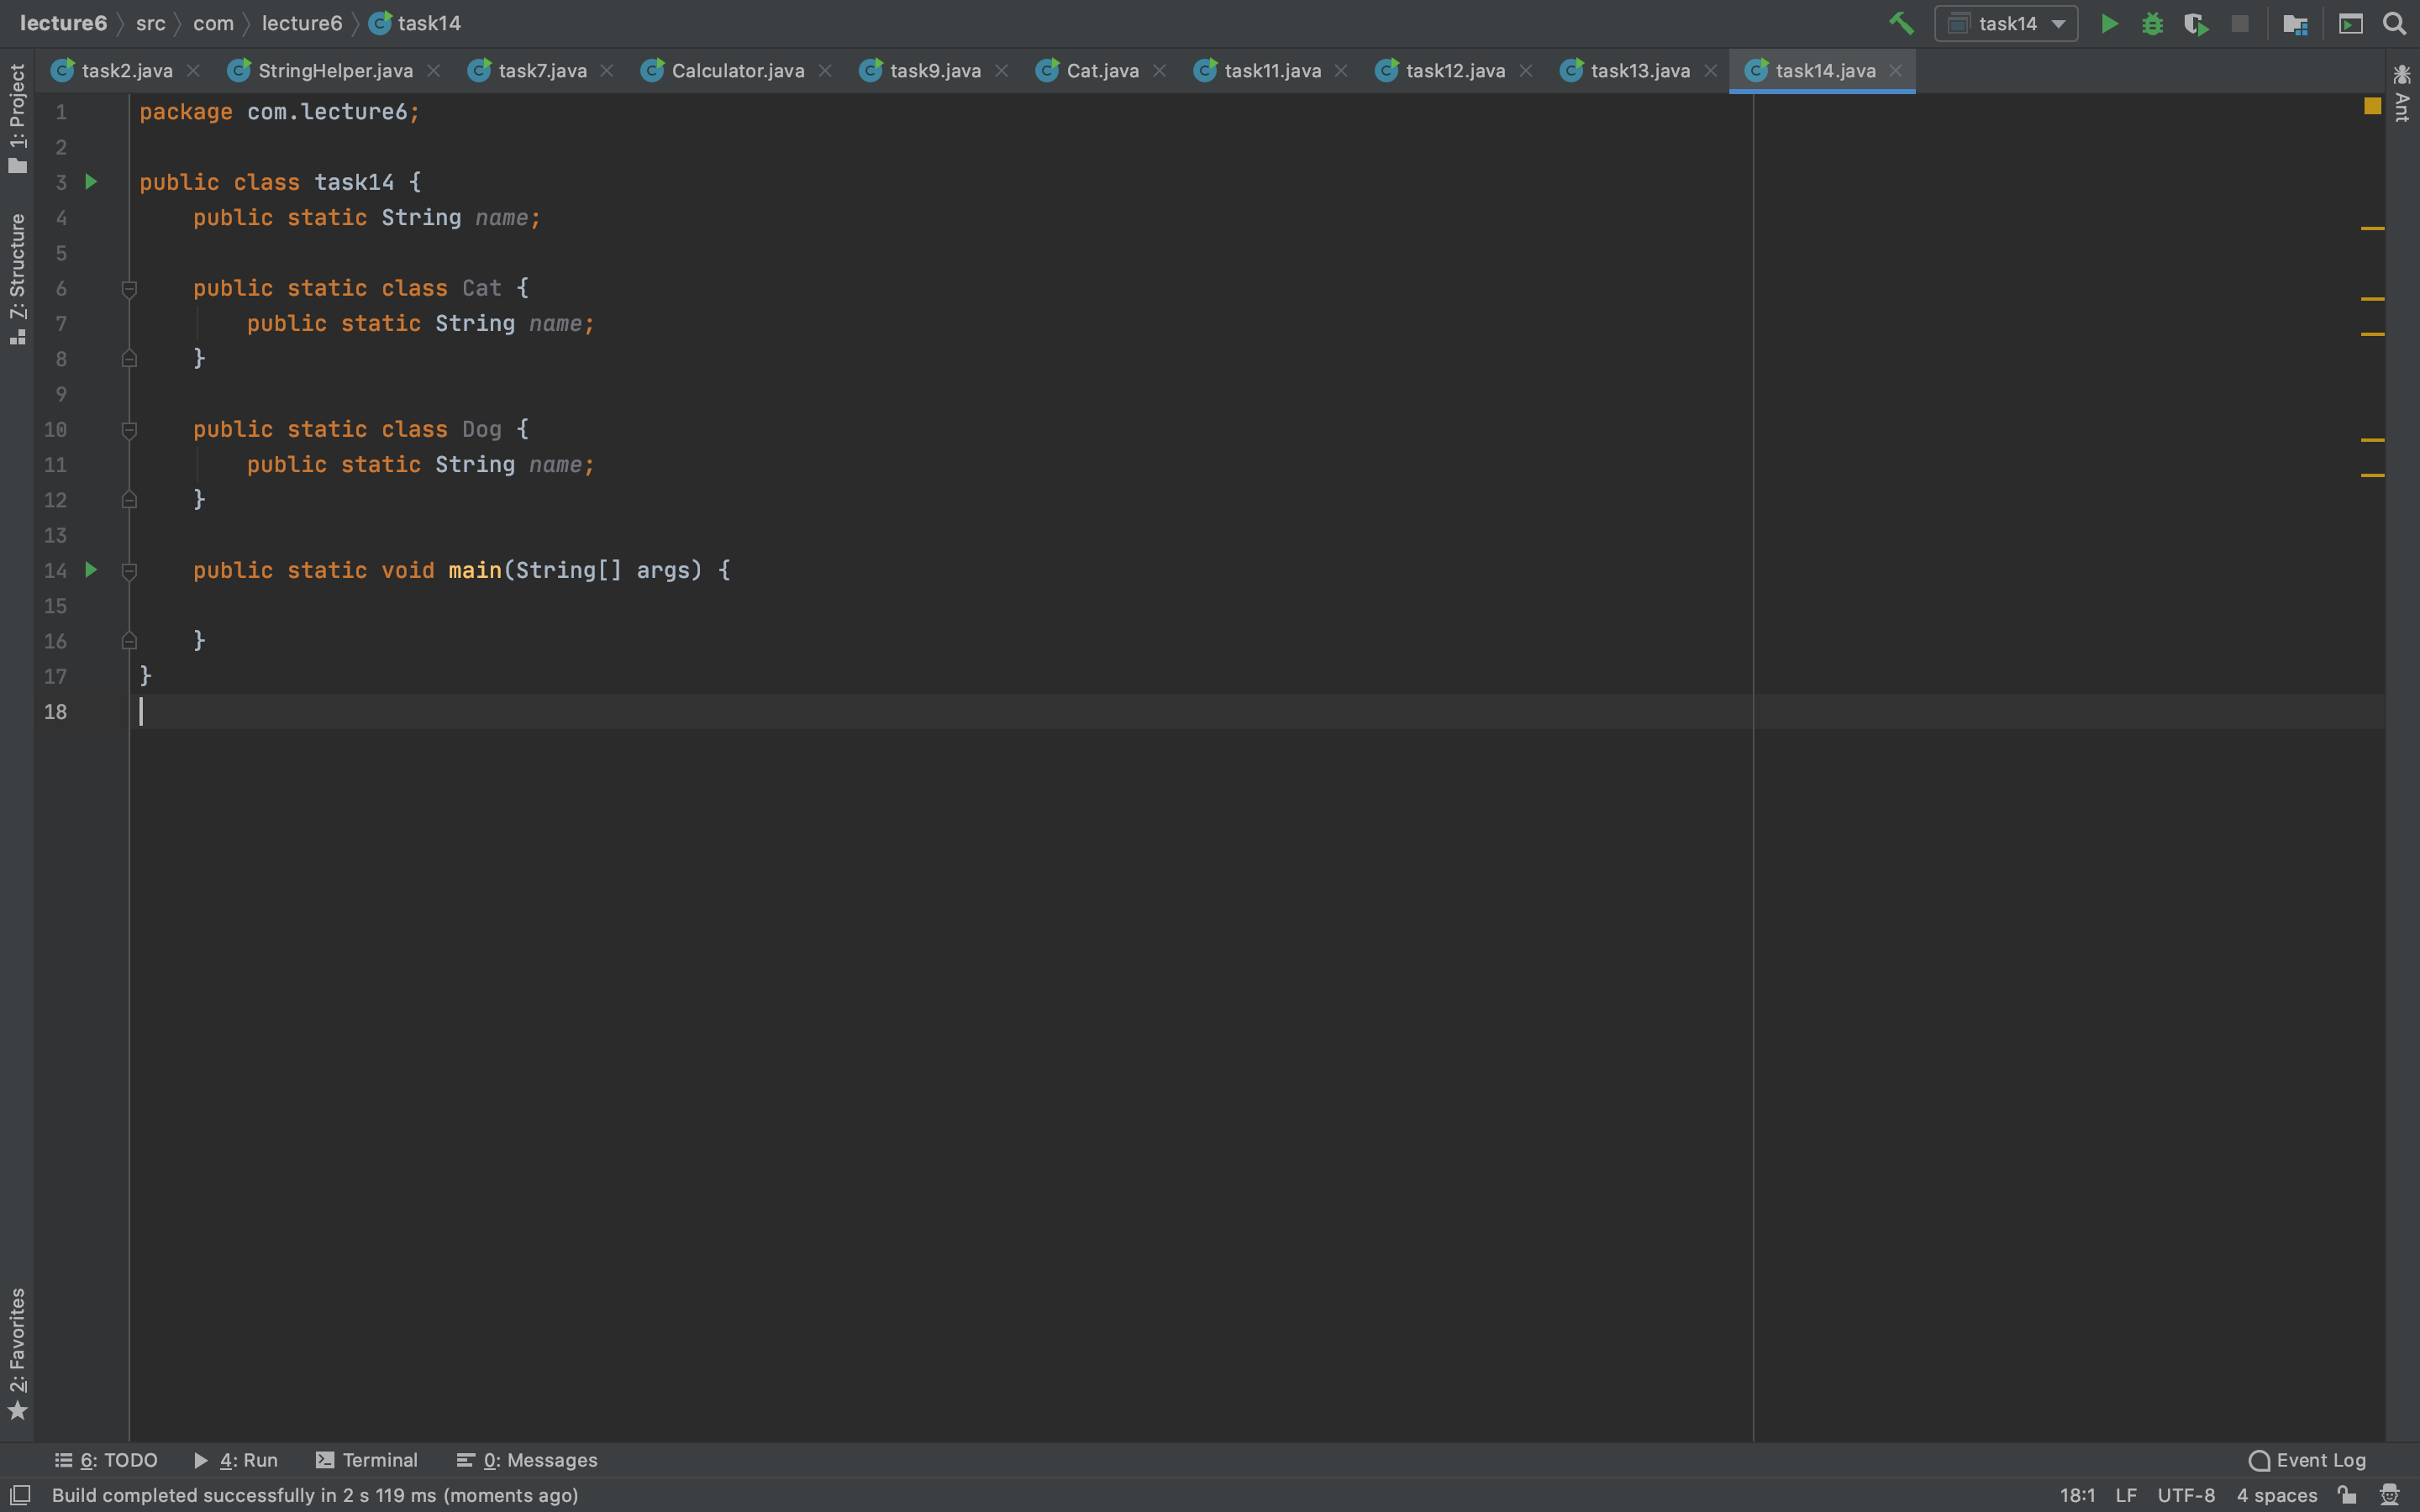 lecture6 src com lecture6 task14 task14
task2.java StringHelper.java task7.java Calculator.java task9.java Cat.java task11.java task12.java task13.java task14.java
1: Project
7: Structure
2: Favorites
Ant
1 package com.lecture6;
2
3 public class task14 {
4     public static String name;
5
6     public static class Cat {
7         public static String name;
8     }
9
10     public static class Dog {
11         public static String name;
12     }
13
14     public static void main(String[] args) {
15
16     }
17 }
18
6: TODO 4: Run Terminal 0: Messages Event Log
Build completed successfully in 2 s 119 ms (moments ago) 18:1 LF UTF-8 4 spaces